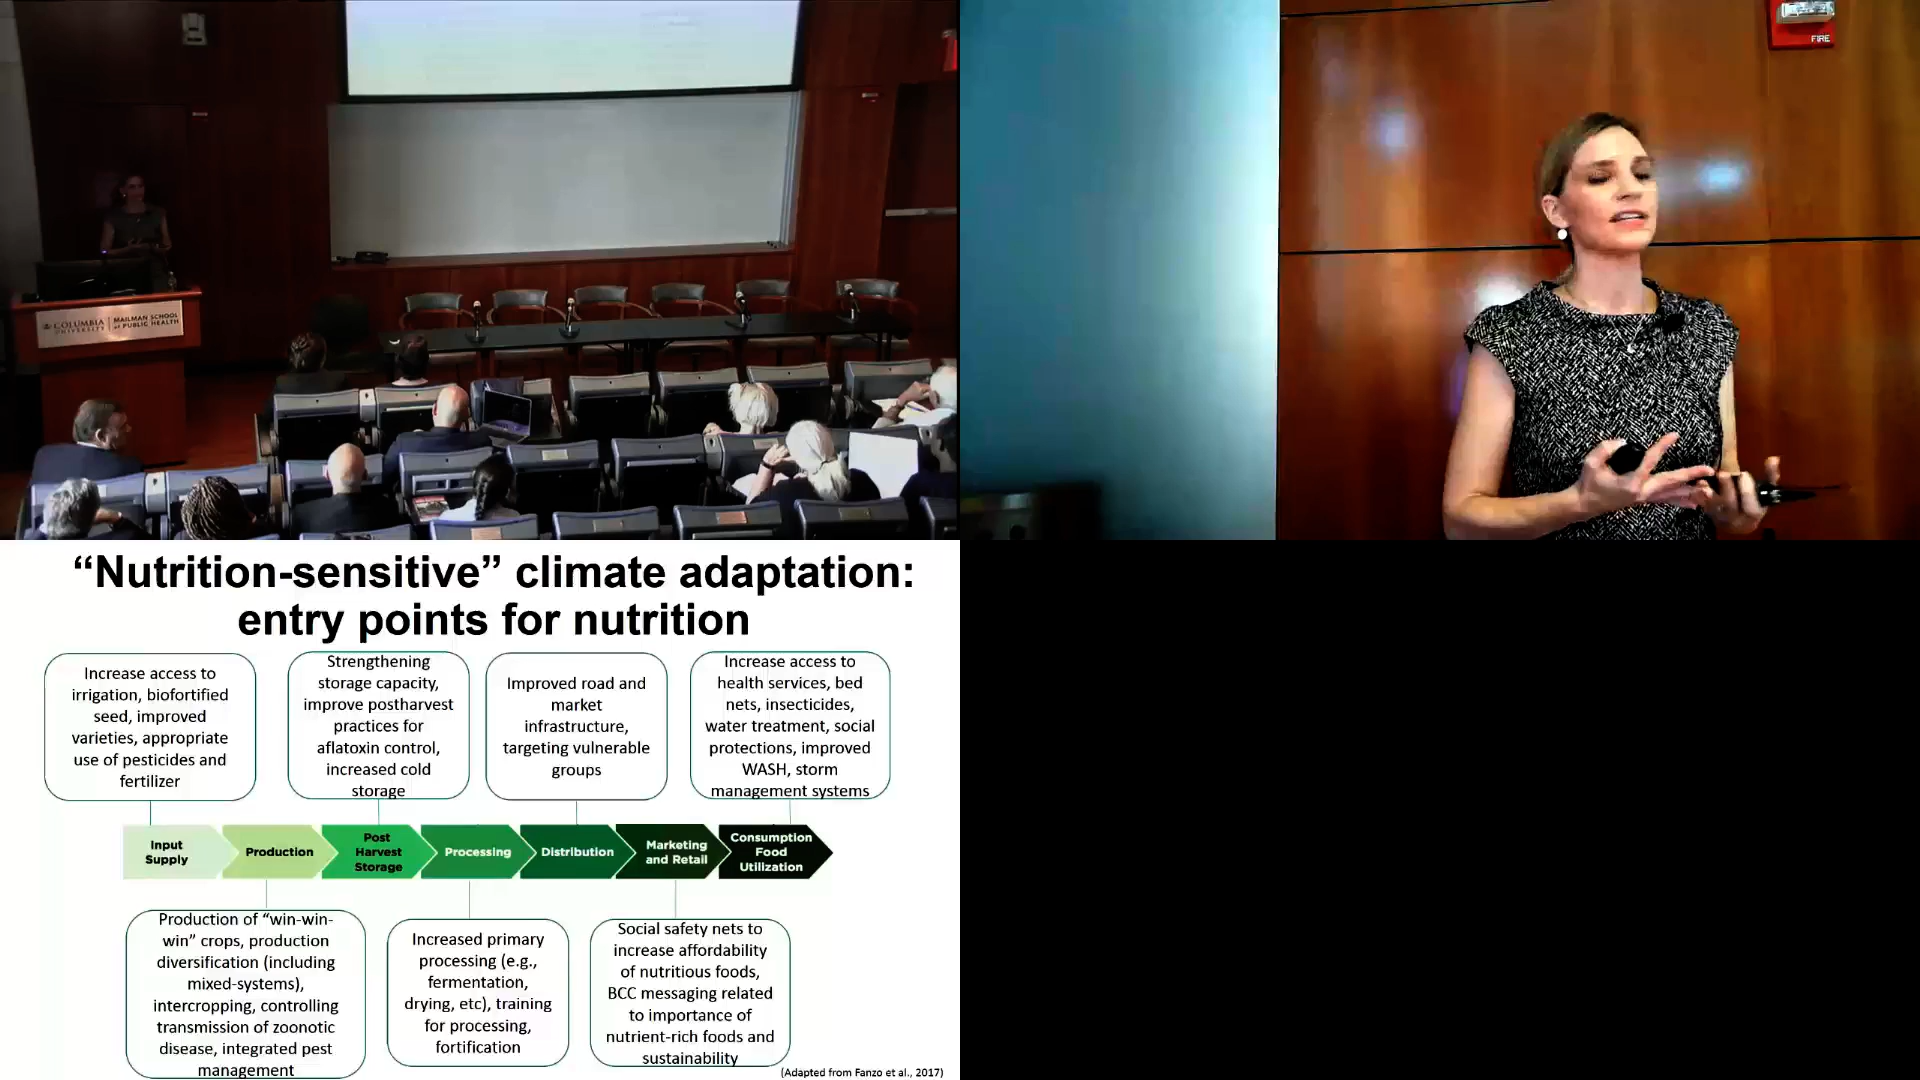 COLUMBIA
UNIVERSITY
MAILMAN SCHOOL
of PUBLIC HEALTH
FIRE
“Nutrition-sensitive” climate adaptation:
entry points for nutrition
Increase access to
irrigation, biofortified
seed, improved
varieties, appropriate
use of pesticides and
fertilizer
Strengthening
storage capacity,
improve postharvest
practices for
aflatoxin control,
increased cold
storage
Improved road and
market
infrastructure,
targeting vulnerable
groups
Increase access to
health services, bed
nets, insecticides,
water treatment, social
protections, improved
WASH, storm
management systems
Input
Supply
Production
Post
Harvest
Storage
Processing
Distribution
Marketing
and Retail
Consumption
Food
Utilization
Production of “win-win-
win” crops, production
diversification (including
mixed-systems),
intercropping, controlling
transmission of zoonotic
disease, integrated pest
management
Increased primary
processing (e.g.,
fermentation,
drying, etc), training
for processing,
fortification
Social safety nets to
increase affordability
of nutritious foods,
BCC messaging related
to importance of
nutrient-rich foods and
sustainability
(Adapted from Fanzo et al., 2017)